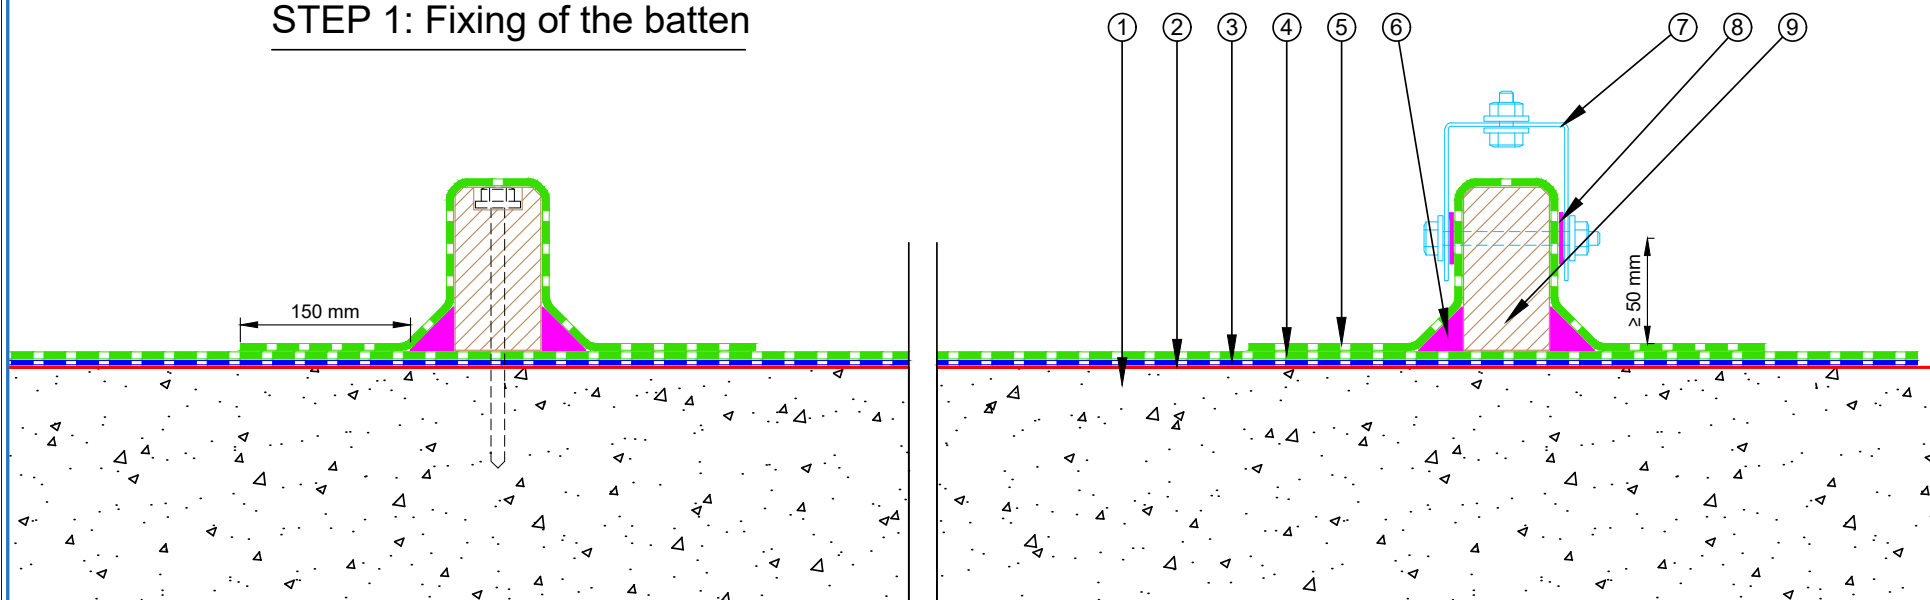 STEP 1: Fixing of the batten
1 2 3 4 5 6 7 8 9
150 mm
≥ 50 mm